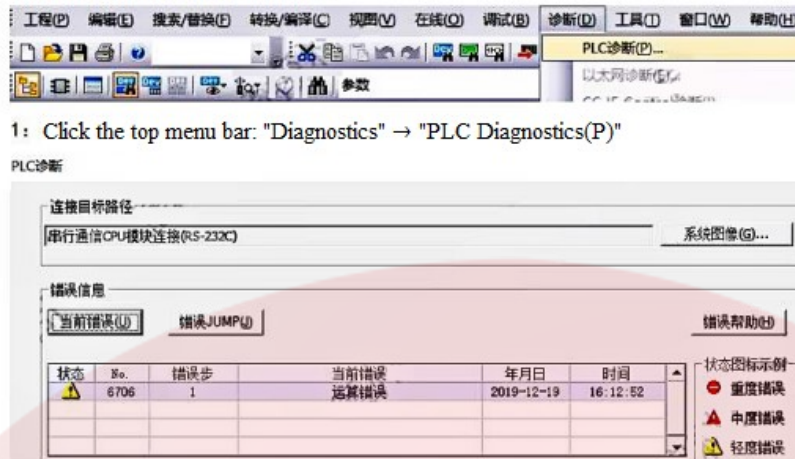 工程(P) 编辑(E) 搜索/替换(F) 转换/编译(C) 视图(V) 在线(O) 调试(B) 诊断(D) 工具(T) 窗口(W) 帮助(H
PLC诊断(P)...
以太网诊断(E)...
参数
1: Click the top menu bar: "Diagnostics" → "PLC Diagnostics(P)"
PLC诊断
连接目标路径
串行通信CPU模块连接(RS-232C)
系统图像(G)...
错误信息
当前错误(U) 错误JUMP(J) 错误帮助(H)
状态 No. 错误步 当前错误 年月日 时间
6706 1 运算错误 2019-12-19 16:12:52
状态图标示例
重度错误
中度错误
轻度错误